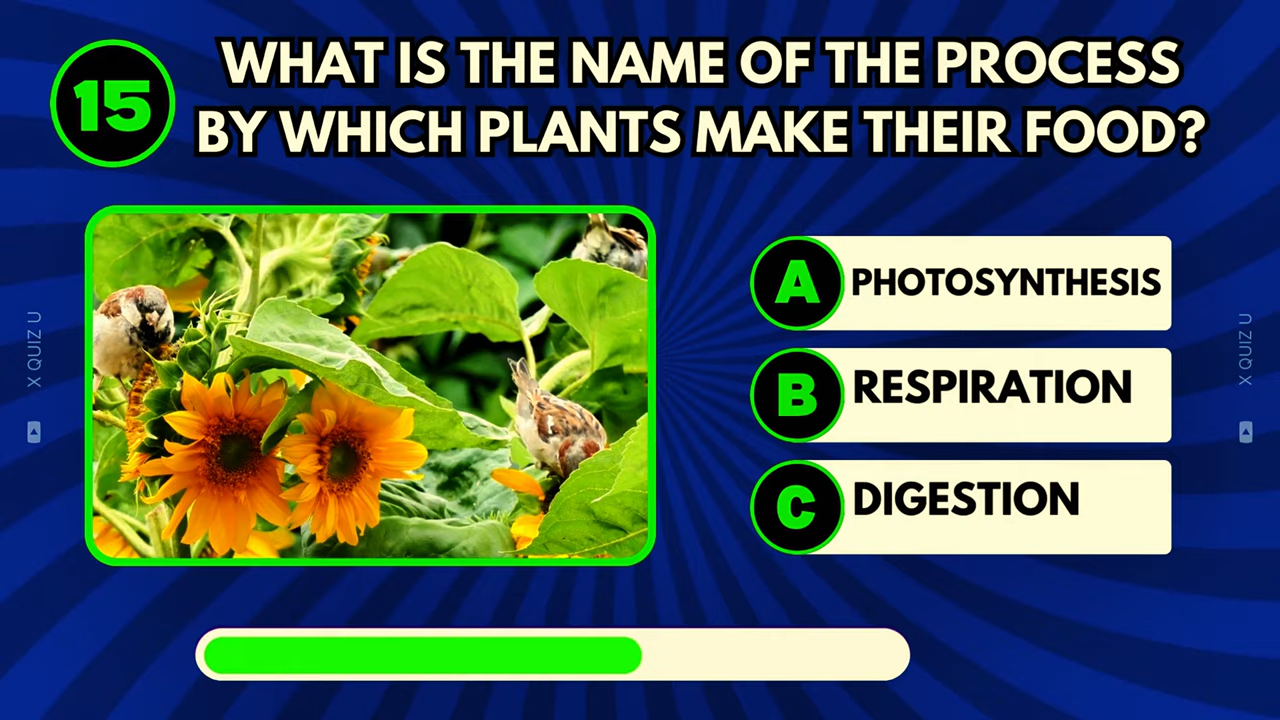 15
WHAT IS THE NAME OF THE PROCESS
BY WHICH PLANTS MAKE THEIR FOOD?
A PHOTOSYNTHESIS
B RESPIRATION
C DIGESTION
X QUIZ U
X QUIZ U